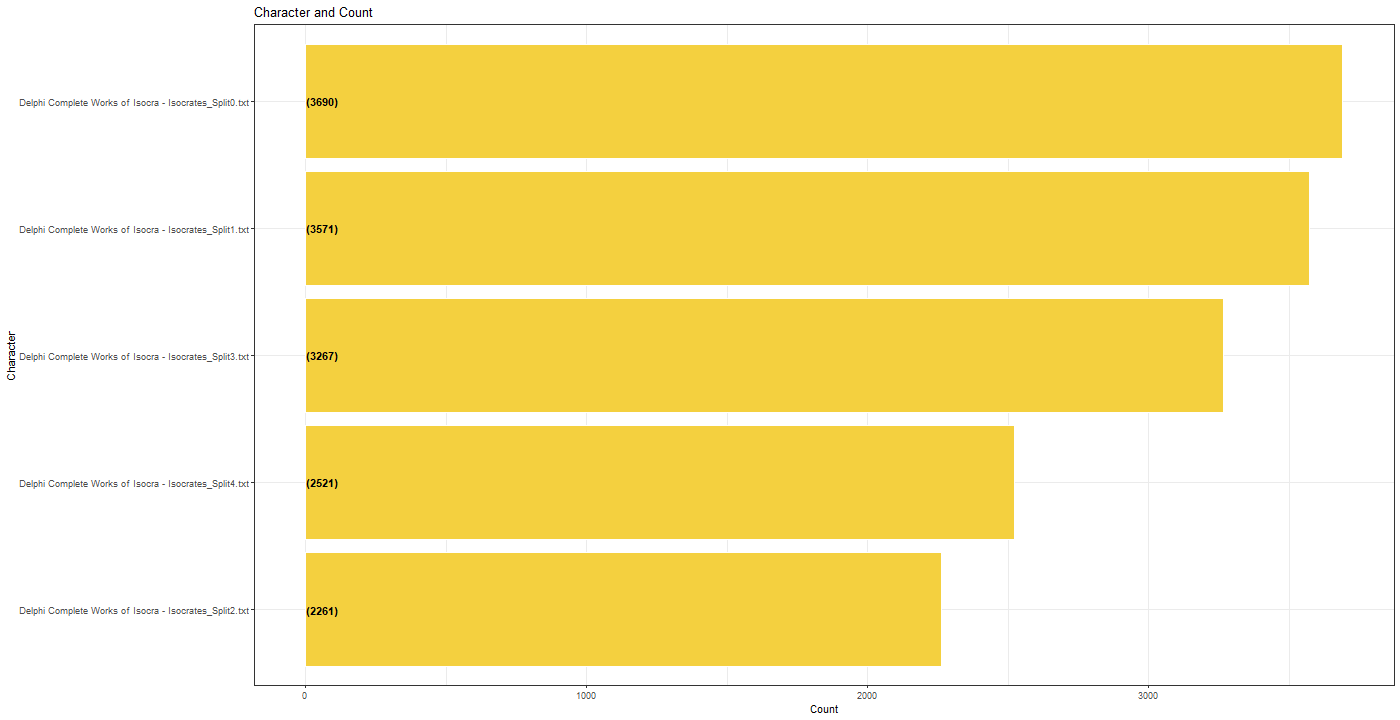 Character and Count
Delphi Complete Works of Isocra - Isocrates_Split0.txt
(3690)
Delphi Complete Works of Isocra - Isocrates_Split1.txt
(3571)
Character
Delphi Complete Works of Isocra - Isocrates_Split3.txt
(3267)
Delphi Complete Works of Isocra - Isocrates_Split4.txt
(2521)
Delphi Complete Works of Isocra - Isocrates_Split2.txt
(2261)
0 1000 2000 3000
Count